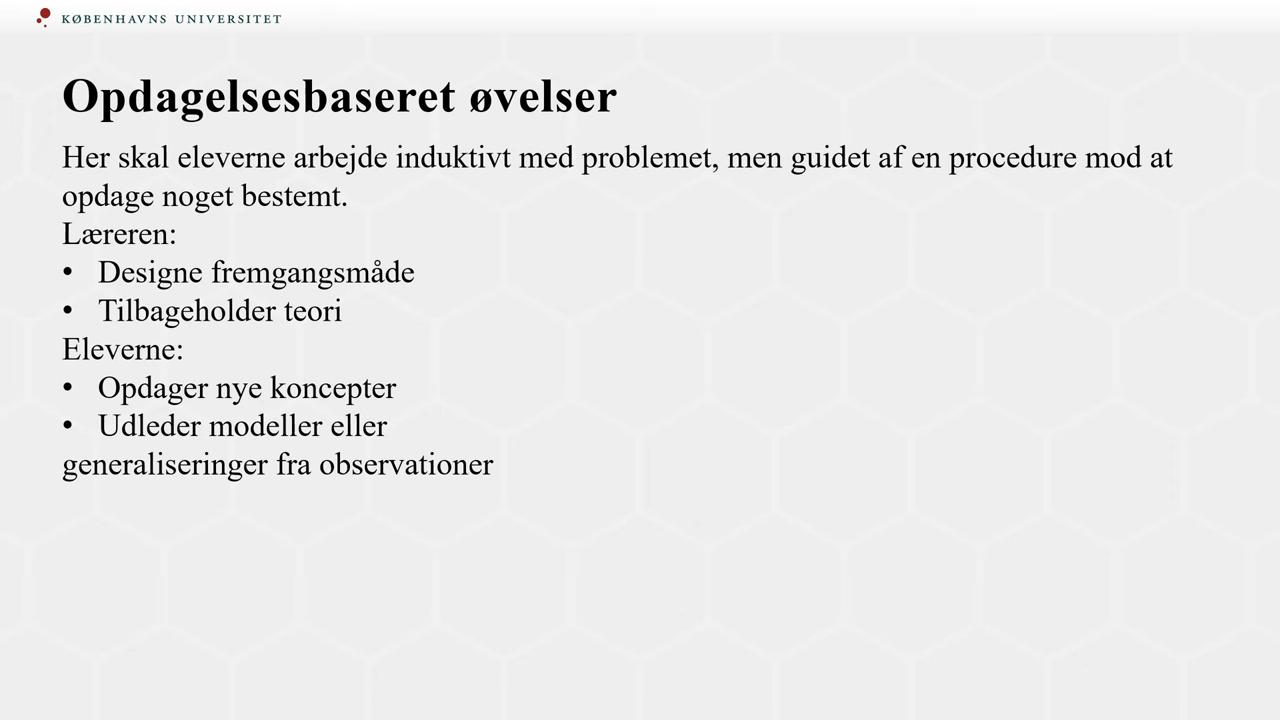 KØBENHAVNS UNIVERSITET
Opdagelsesbaseret øvelser
Her skal eleverne arbejde induktivt med problemet, men guidet af en procedure mod at
opdage noget bestemt.
Læreren:
• Designe fremgangsmåde
• Tilbageholder teori
Eleverne:
• Opdager nye koncepter
• Udleder modeller eller
generaliseringer fra observationer